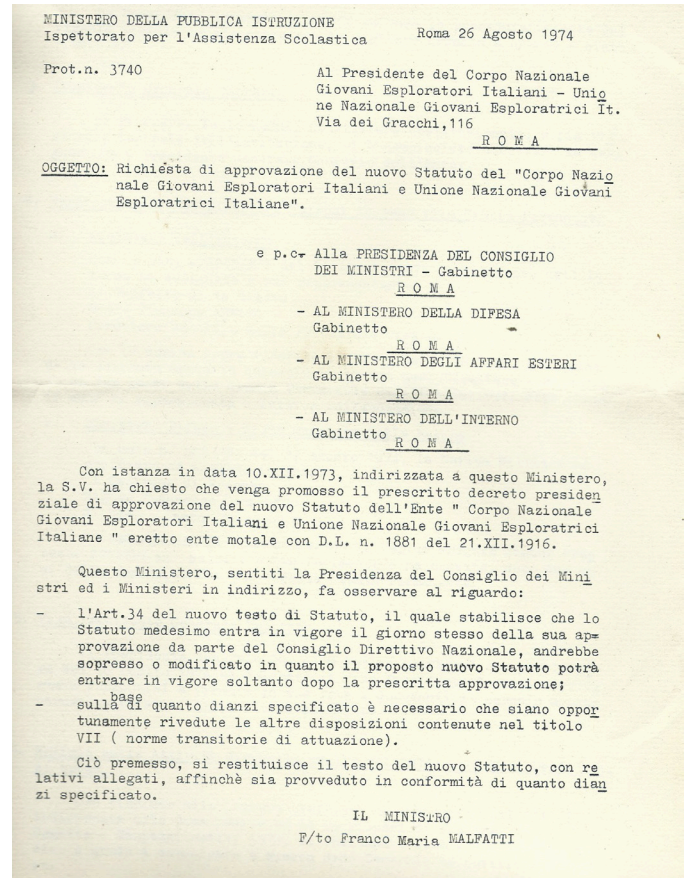 MINISTERO DELLA PUBBLICA ISTRUZIONE
Ispettorato per l'Assistenza Scolastica
Roma 26 Agosto 1974
Prot.n. 3740
Al Presidente del Corpo Nazionale
Giovani Esploratori Italiani - Unio
ne Nazionale Giovani Esploratrici It.
Via dei Gracchi,116
R O M A
OGGETTO: Richiesta di approvazione del nuovo Statuto del "Corpo Nazio
nale Giovani Esploratori Italiani e Unione Nazionale Giovani
Esploratrici Italiane".
e p.c- Alla PRESIDENZA DEL CONSIGLIO
DEI MINISTRI - Gabinetto
R O M A
- AL MINISTERO DELLA DIFESA
Gabinetto
R O M A
- AL MINISTERO DEGLI AFFARI ESTERI
Gabinetto
R O M A
- AL MINISTERO DELL'INTERNO
Gabinetto
R O M A
Con istanza in data 10.XII.1973, indirizzata a questo Ministero,
la S.V. ha chiesto che venga promosso il prescritto decreto presiden
ziale di approvazione del nuovo Statuto dell'Ente " Corpo Nazionale
Giovani Esploratori Italiani e Unione Nazionale Giovani Esploratrici
Italiane " eretto ente motale con D.L. n. 1881 del 21.XII.1916.
Questo Ministero, sentiti la Presidenza del Consiglio dei Mini
stri ed i Ministeri in indirizzo, fa osservare al riguardo:
- l'Art.34 del nuovo testo di Statuto, il quale stabilisce che lo
Statuto medesimo entra in vigore il giorno stesso della sua ap=
provazione da parte del Consiglio Direttivo Nazionale, andrebbe
sopresso o modificato in quanto il proposto nuovo Statuto potrà
entrare in vigore soltanto dopo la prescritta approvazione;
- sulla base di quanto dianzi specificato è necessario che siano oppor
tunamente rivedute le altre disposizioni contenute nel titolo
VII ( norme transitorie di attuazione).
Ciò premesso, si restituisce il testo del nuovo Statuto, con re
lativi allegati, affinchè sia provveduto in conformità di quanto dian
zi specificato.
IL MINISTRO
F/to Franco Maria MALFATTI